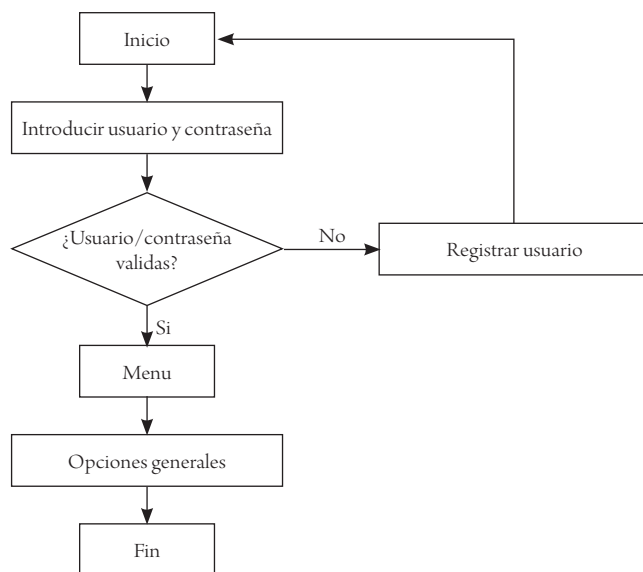 Inicio
Introducir usuario y contraseña
¿Usuario/contraseña
validas?
No
Registrar usuario
Si
Menu
Opciones generales
Fin